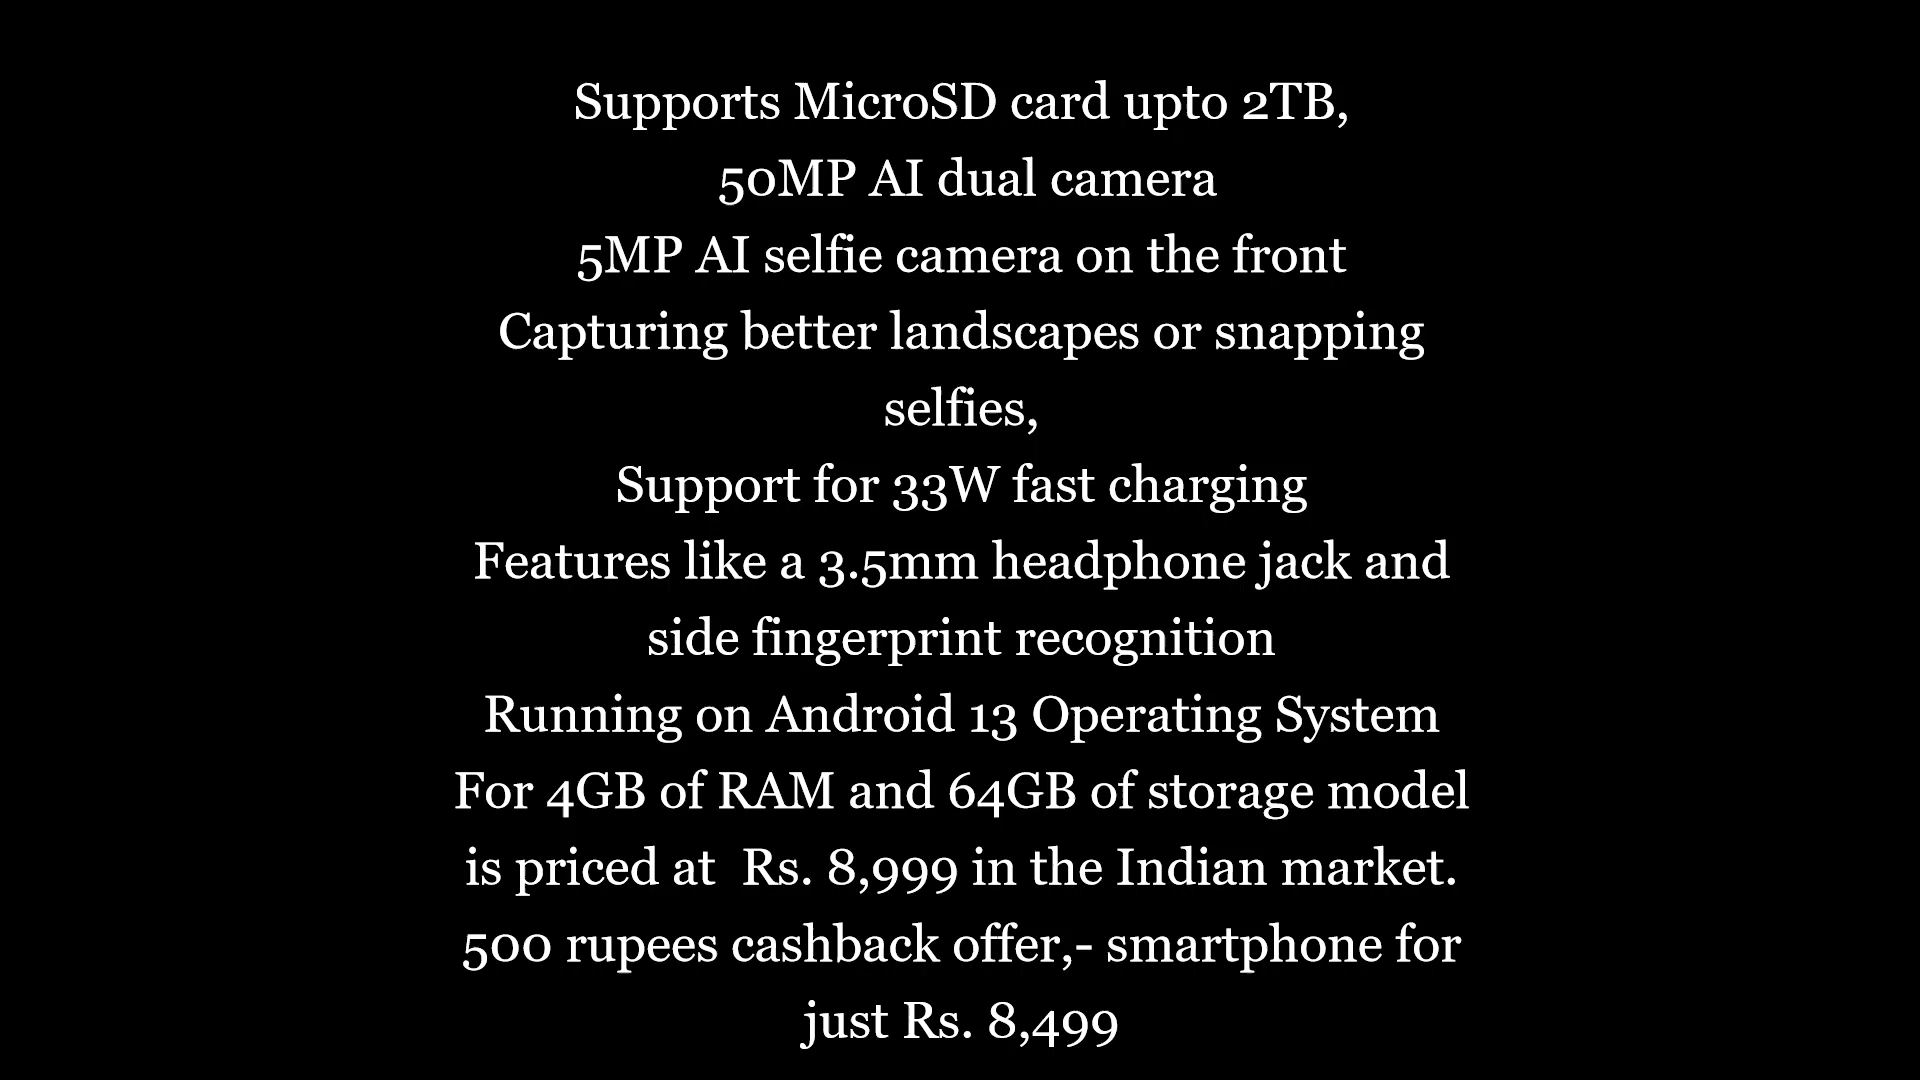 Supports MicroSD card upto 2TB,
50MP AI dual camera
5MP AI selfie camera on the front
Capturing better landscapes or snapping
selfies,
Support for 33W fast charging
Features like a 3.5mm headphone jack and
side fingerprint recognition
Running on Android 13 Operating System
For 4GB of RAM and 64GB of storage model
is priced at  Rs. 8,999 in the Indian market.
500 rupees cashback offer,- smartphone for
just Rs. 8,499